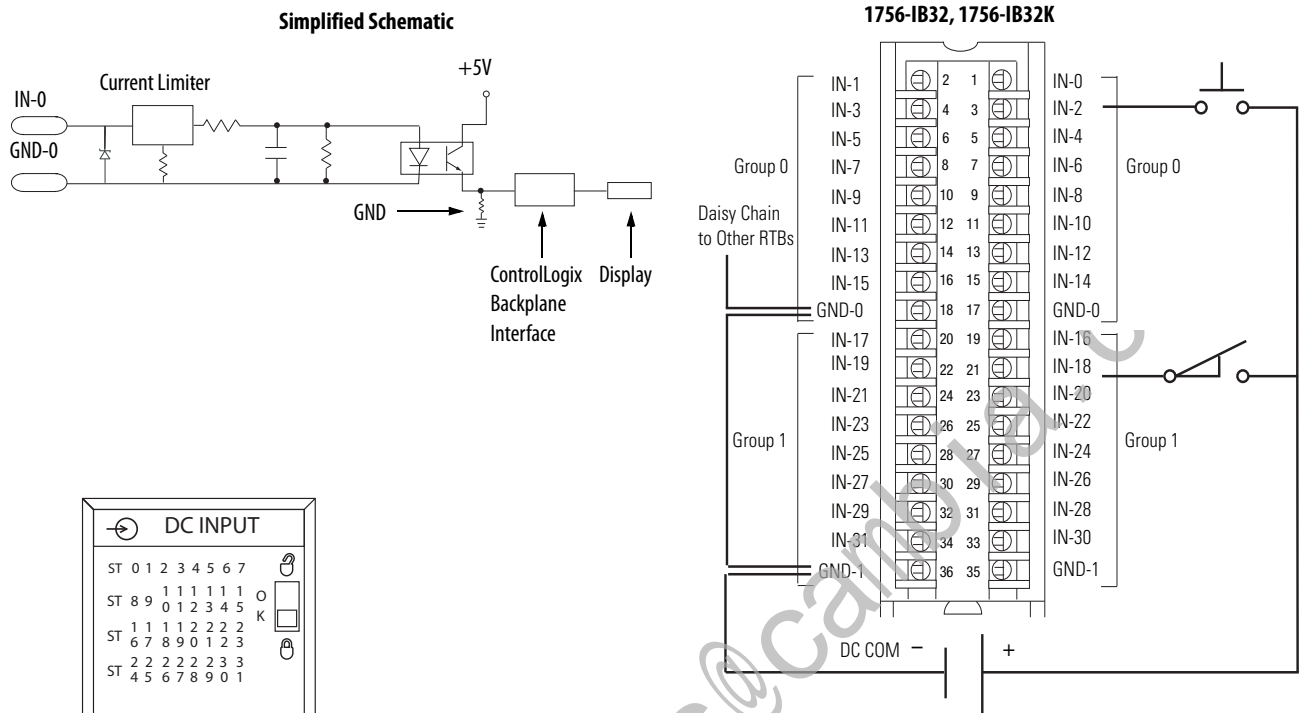 Simplified Schematic
+5V
Current Limiter
IN-0
GND-0
GND
ControlLogix
Backplane
Interface
Display
DC INPUT
ST 0 1 2 3 4 5 6 7
ST 8 9 10 11 12 13 14 15
ST 16 17 18 19 20 21 22 23
ST 24 25 26 27 28 29 30 31
O
K
1756-IB32, 1756-IB32K
IN-1 2 1 IN-0
IN-3 4 3 IN-2
IN-5 6 5 IN-4
IN-7 8 7 IN-6
IN-9 10 9 IN-8
IN-11 12 11 IN-10
IN-13 14 13 IN-12
IN-15 16 15 IN-14
GND-0 18 17 GND-0
IN-17 20 19 IN-16
IN-19 22 21 IN-18
IN-21 24 23 IN-20
IN-23 26 25 IN-22
IN-25 28 27 IN-24
IN-27 30 29 IN-26
IN-29 32 31 IN-28
IN-31 34 33 IN-30
GND-1 36 35 GND-1
Group 0
Group 0
Daisy Chain
to Other RTBs
Group 1
Group 1
DC COM − +